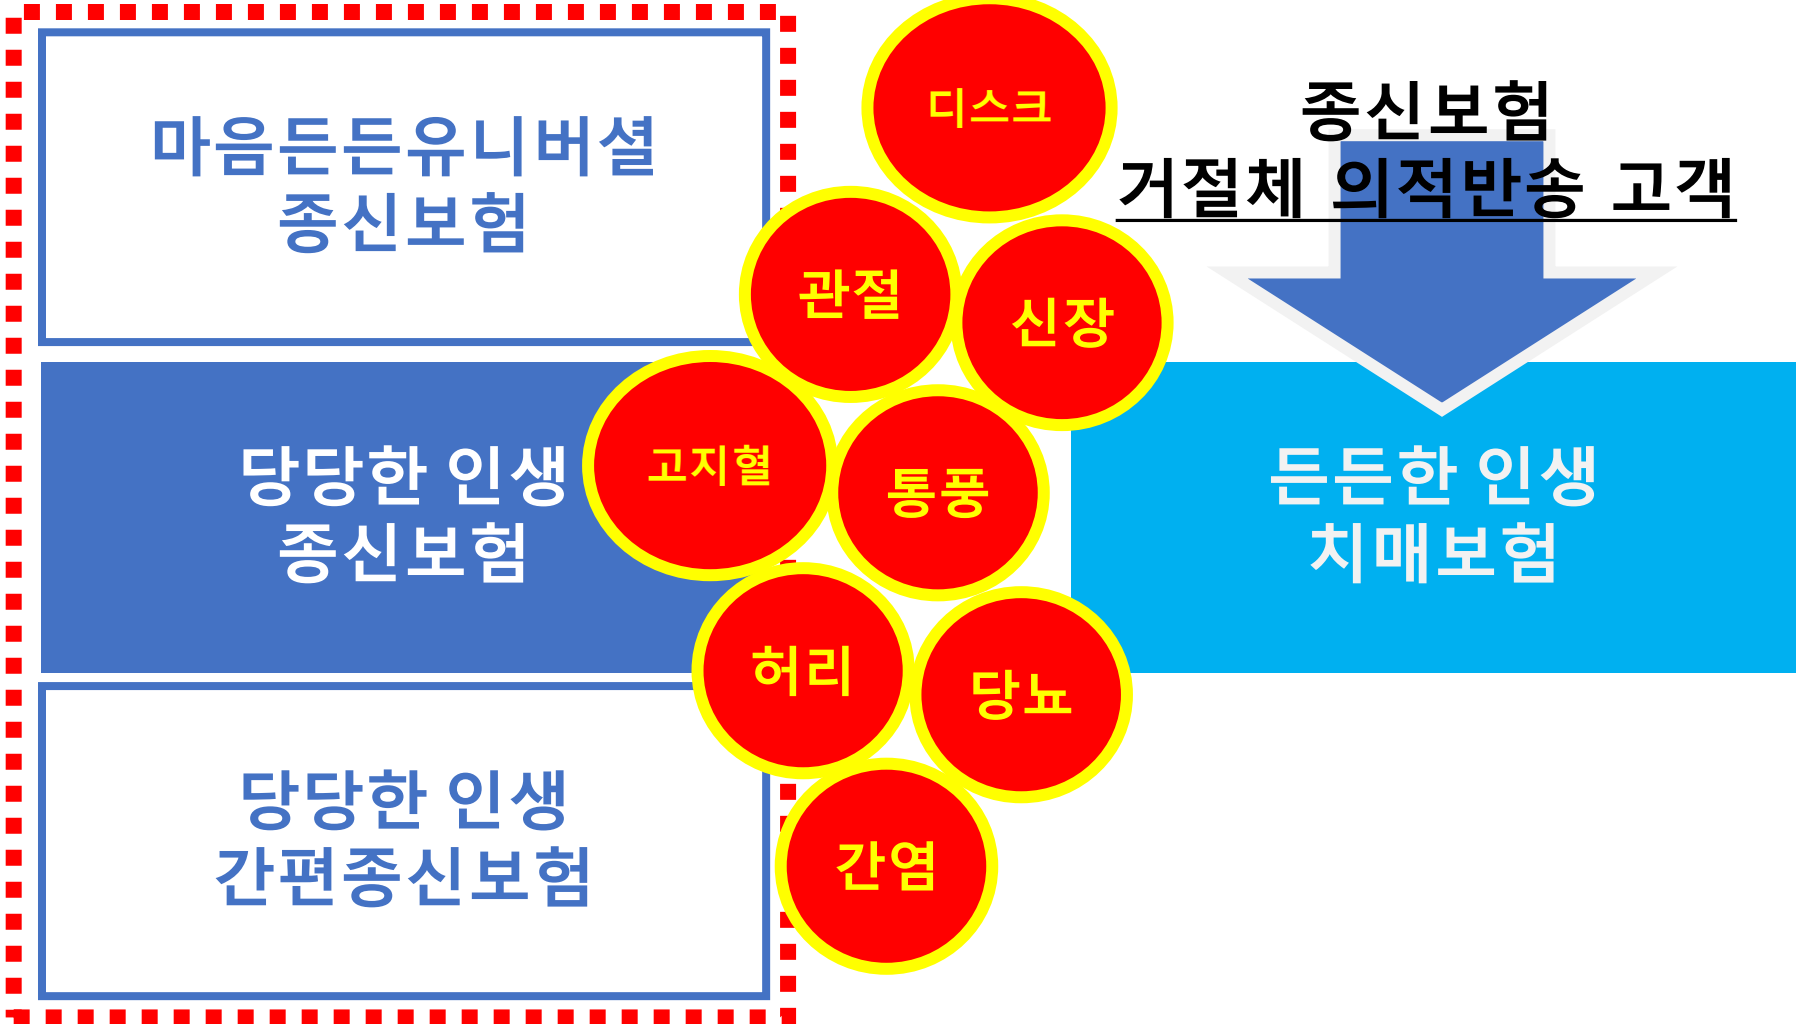 마음든든유니버셜
종신보험
당당한 인생
종신보험
당당한 인생
간편종신보험
디스크
관절
신장
고지혈
통풍
허리
당뇨
간염
종신보험
거절체 의적반송 고객
든든한 인생
치매보험